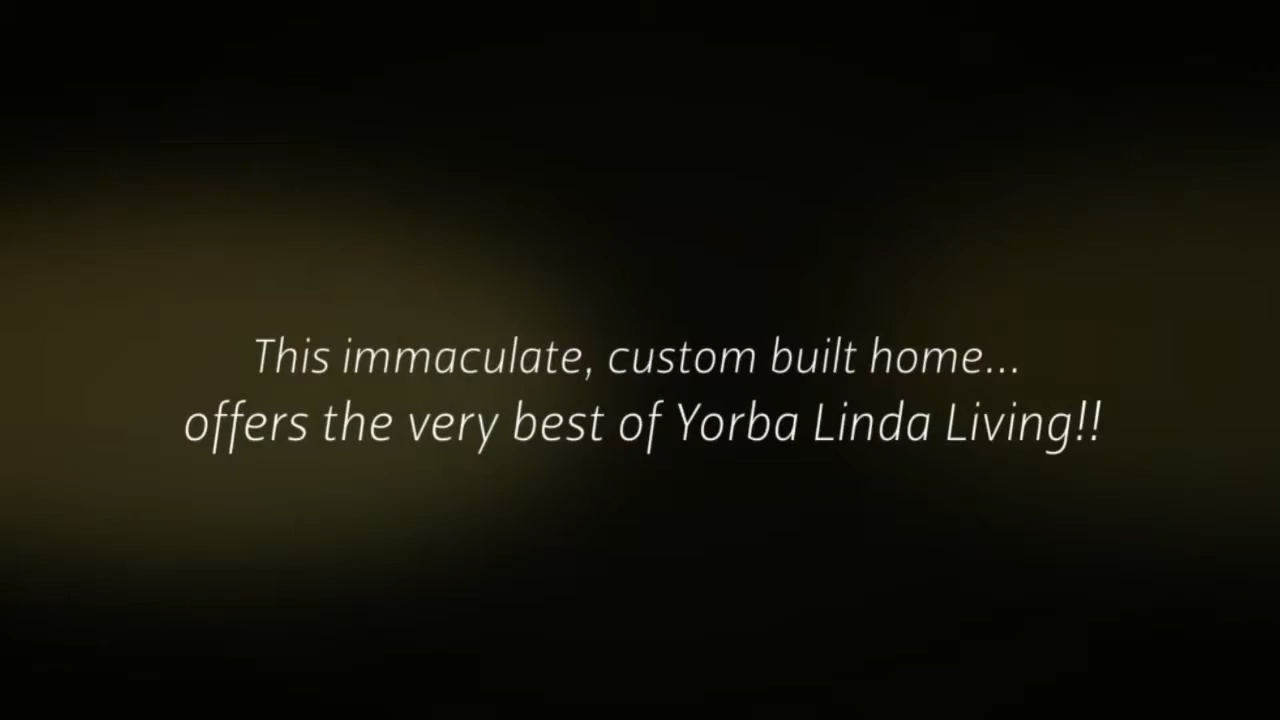 This immaculate, custom built home...
offers the very best of Yorba Linda Living!!